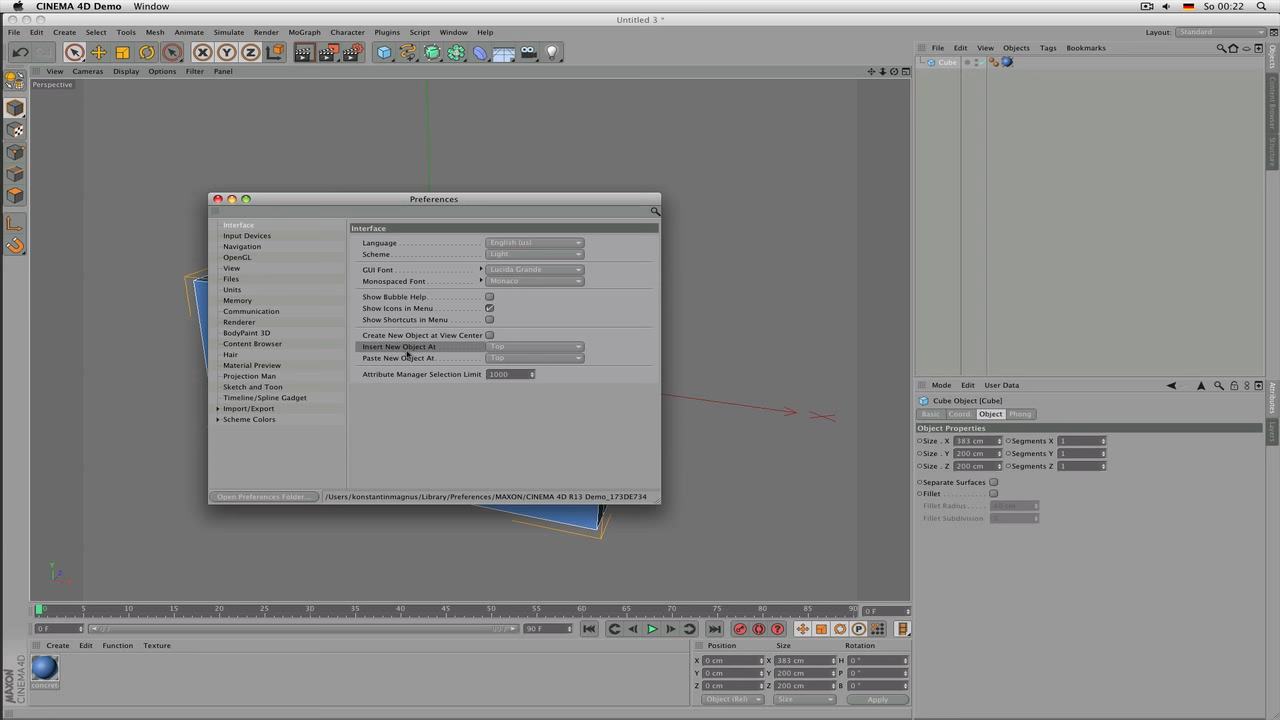 CINEMA 4D Demo Window So 00:22
Untitled 3 *
File Edit Create Select Tools Mesh Animate Simulate Render MoGraph Character Plugins Script Window Help Layout: Standard
File Edit View Objects Tags Bookmarks
View Cameras Display Options Filter Panel
Perspective
Cube
Objects
Content Browser
Structure
Preferences
Interface
Input Devices
Navigation
OpenGL
View
Files
Units
Memory
Communication
Renderer
BodyPaint 3D
Content Browser
Hair
Material Preview
Projection Man
Sketch and Toon
Timeline/Spline Gadget
Import/Export
Scheme Colors
Interface
Language English (us)
Scheme Light
GUI Font Lucida Grande
Monospaced Font Monaco
Show Bubble Help
Show Icons in Menu
Show Shortcuts in Menu
Create New Object at View Center
Insert New Object At Top
Paste New Object At Top
Attribute Manager Selection Limit 1000
Open Preferences Folder... /Users/konstantinmagnus/Library/Preferences/MAXON/CINEMA 4D R13 Demo_173DE734
Mode Edit User Data
Attributes
Layers
Cube Object [Cube]
Basic Coord. Object Phong
Object Properties
Size . X 383 cm Segments X 1
Size . Y 200 cm Segments Y 1
Size . Z 200 cm Segments Z 1
Separate Surfaces
Fillet
Fillet Radius
Fillet Subdivision
Y
Z
X
0 5 10 15 20 25 30 35 40 45 50 55 60 65 70 75 80 85 90 0 F
0 F 90 F
Create Edit Function Texture
concret
Position Size Rotation
X 0 cm X 383 cm H 0 °
Y 0 cm Y 200 cm P 0 °
Z 0 cm Z 200 cm B 0 °
Object (Rel) Size Apply
MAXON
CINEMA 4D